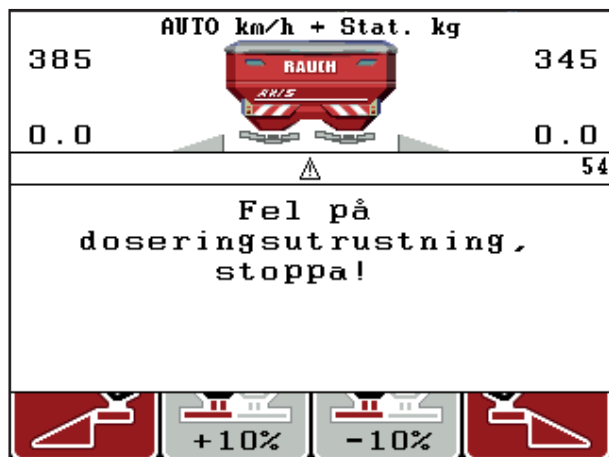 AUTO km/h + Stat. kg
385
345
RAUCH
AXIS
0.0
0.0
54
Fel på
doseringsutrustning,
stoppa!
+10%
-10%